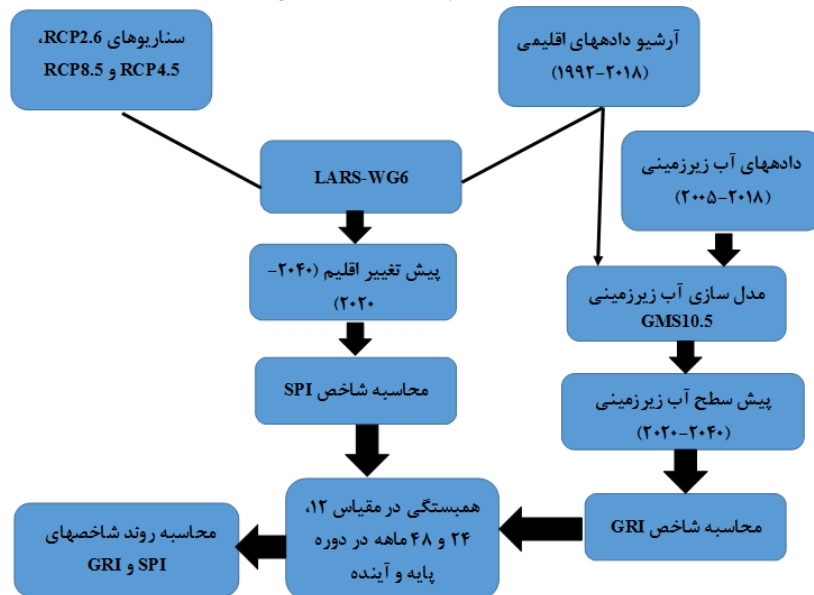 سناریوهای RCP2.6،
RCP4.5 و RCP8.5
آرشیو دادههای اقلیمی
(۱۹۹۲-۲۰۱۸)
LARS-WG6
دادههای آب زیرزمینی
(۲۰۰۵-۲۰۱۸)
پیش تغییر اقلیم (۲۰۴۰-
۲۰۲۰)
مدل سازی آب زیرزمینی
GMS10.5
محاسبه شاخص SPI
پیش سطح آب زیرزمینی
(۲۰۲۰-۲۰۴۰)
همبستگی در مقیاس ۱۲،
۲۴ و ۴۸ ماهه در دوره
پایه و آینده
محاسبه شاخص GRI
محاسبه روند شاخصهای
SPI و GRI